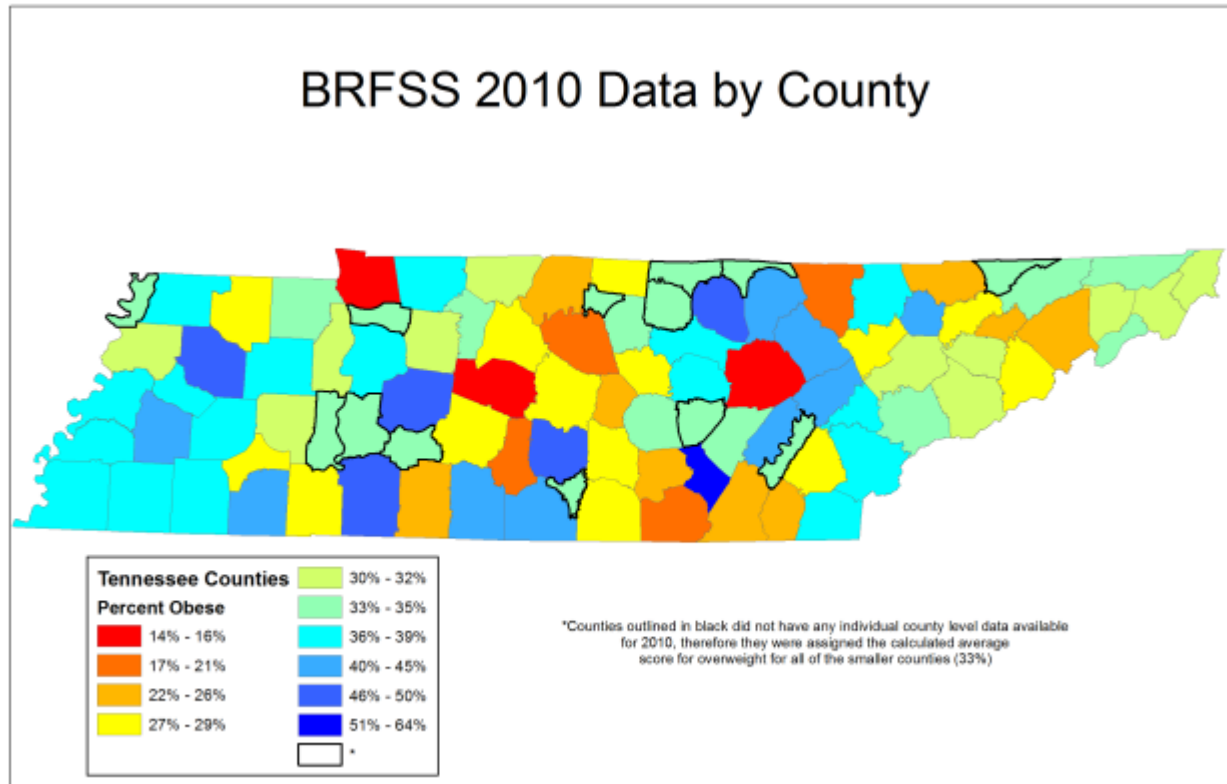 BRFSS 2010 Data by County
Tennessee Counties
Percent Obese
14% - 16%
17% - 21%
22% - 26%
27% - 29%
30% - 32%
33% - 35%
36% - 39%
40% - 45%
46% - 50%
51% - 64%
*
*Counties outlined in black did not have any individual county level data available
for 2010, therefore they were assigned the calculated average
score for overweight for all of the smaller counties (33%)